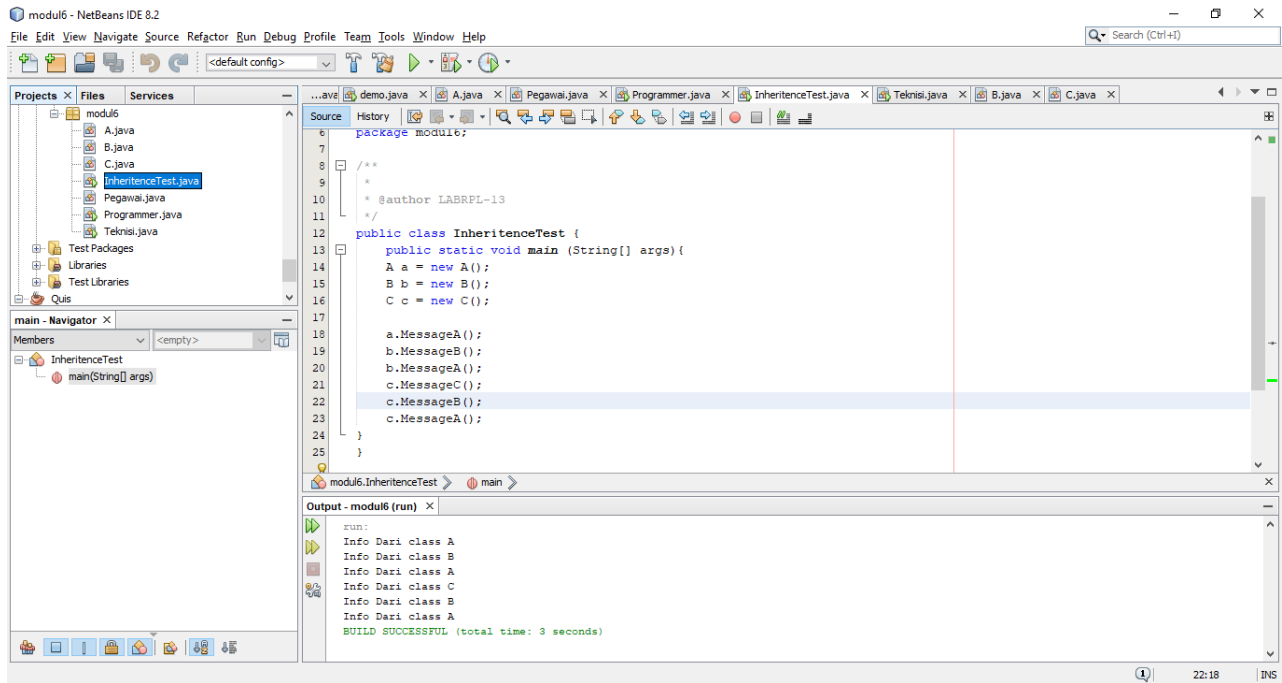 modul6 - NetBeans IDE 8.2
File Edit View Navigate Source Refactor Run Debug Profile Team Tools Window Help
Search (Ctrl+I)
<default config>
Projects Files Services
...ava demo.java A.java Pegawai.java Programmer.java InheritenceTest.java Teknisi.java B.java C.java
modul6
A.java
B.java
C.java
InheritenceTest.java
Pegawai.java
Programmer.java
Teknisi.java
Test Packages
Libraries
Test Libraries
Quis
main - Navigator
Members <empty>
InheritenceTest
main(String[] args)
Source History
6 package modul6;
7
8 /**
9 *
10 * @author LABRPL-13
11 */
12 public class InheritenceTest {
13 public static void main (String[] args){
14 A a = new A();
15 B b = new B();
16 C c = new C();
17
18 a.MessageA();
19 b.MessageB();
20 b.MessageA();
21 c.MessageC();
22 c.MessageB();
23 c.MessageA();
24 }
25 }
modul6.InheritenceTest main
Output - modul6 (run)
run:
Info Dari class A
Info Dari class B
Info Dari class A
Info Dari class C
Info Dari class B
Info Dari class A
BUILD SUCCESSFUL (total time: 3 seconds)
1 22:18 INS